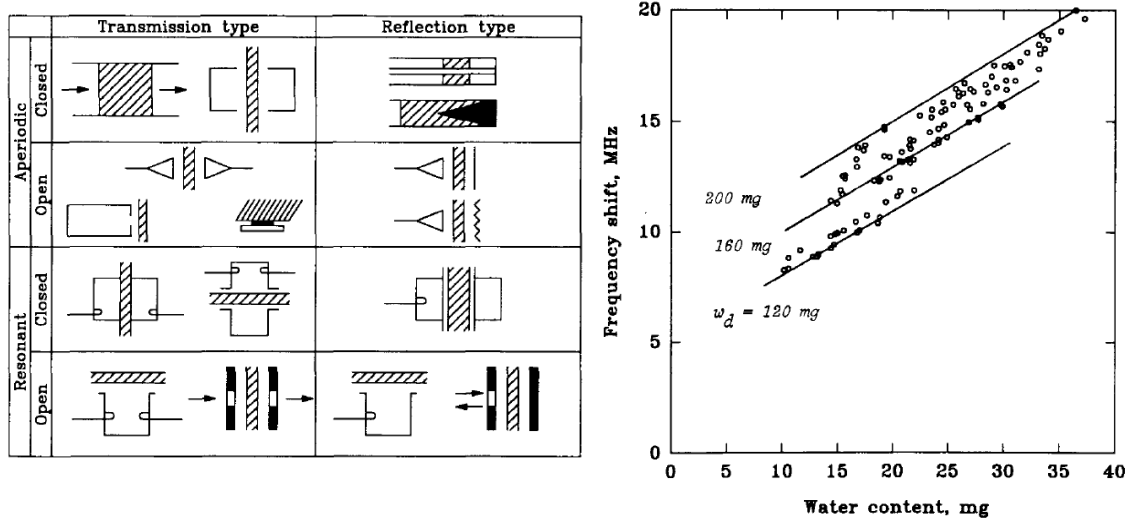 Transmission type
Reflection type
Aperiodic
Closed
Open
Resonant
Closed
Open
Frequency shift, MHz
20
15
10
5
0
200 mg
160 mg
w_d = 120 mg
0 5 10 15 20 25 30 35 40
Water content, mg